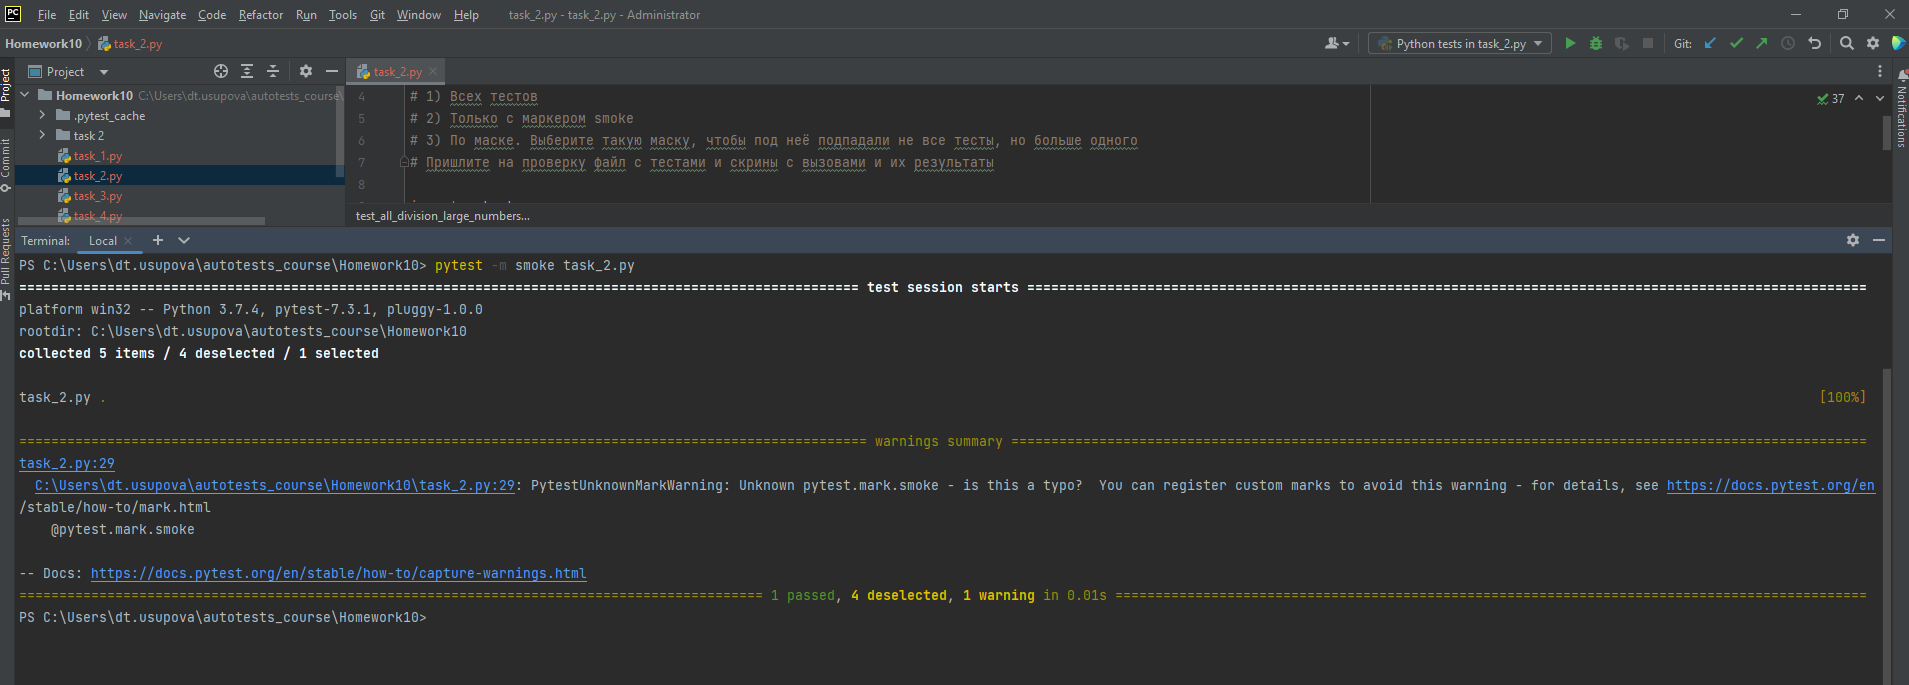 PC File Edit View Navigate Code Refactor Run Tools Git Window Help task_2.py - task_2.py - Administrator
Homework10 task_2.py Python tests in task_2.py Git:
Project task_2.py
Homework10 C:\Users\dt.usupova\autotests_course\
.pytest_cache
task 2
task_1.py
task_2.py
task_3.py
task_4.py
4 # 1) Всех тестов
5 # 2) Только с маркером smoke
6 # 3) По маске. Выберите такую маску, чтобы под неё подпадали не все тесты, но больше одного
7 # Пришлите на проверку файл с тестами и скрины с вызовами и их результаты
8
37
test_all_division_large_numbers...
Project
Commit
Pull Requests
Notifications
Terminal: Local
PS C:\Users\dt.usupova\autotests_course\Homework10> pytest -m smoke task_2.py
test session starts
platform win32 -- Python 3.7.4, pytest-7.3.1, pluggy-1.0.0
rootdir: C:\Users\dt.usupova\autotests_course\Homework10
collected 5 items / 4 deselected / 1 selected
task_2.py . [100%]
warnings summary
task_2.py:29
C:\Users\dt.usupova\autotests_course\Homework10\task_2.py:29: PytestUnknownMarkWarning: Unknown pytest.mark.smoke - is this a typo?  You can register custom marks to avoid this warning - for details, see https://docs.pytest.org/en
/stable/how-to/mark.html
@pytest.mark.smoke
-- Docs: https://docs.pytest.org/en/stable/how-to/capture-warnings.html
1 passed, 4 deselected, 1 warning in 0.01s
PS C:\Users\dt.usupova\autotests_course\Homework10>